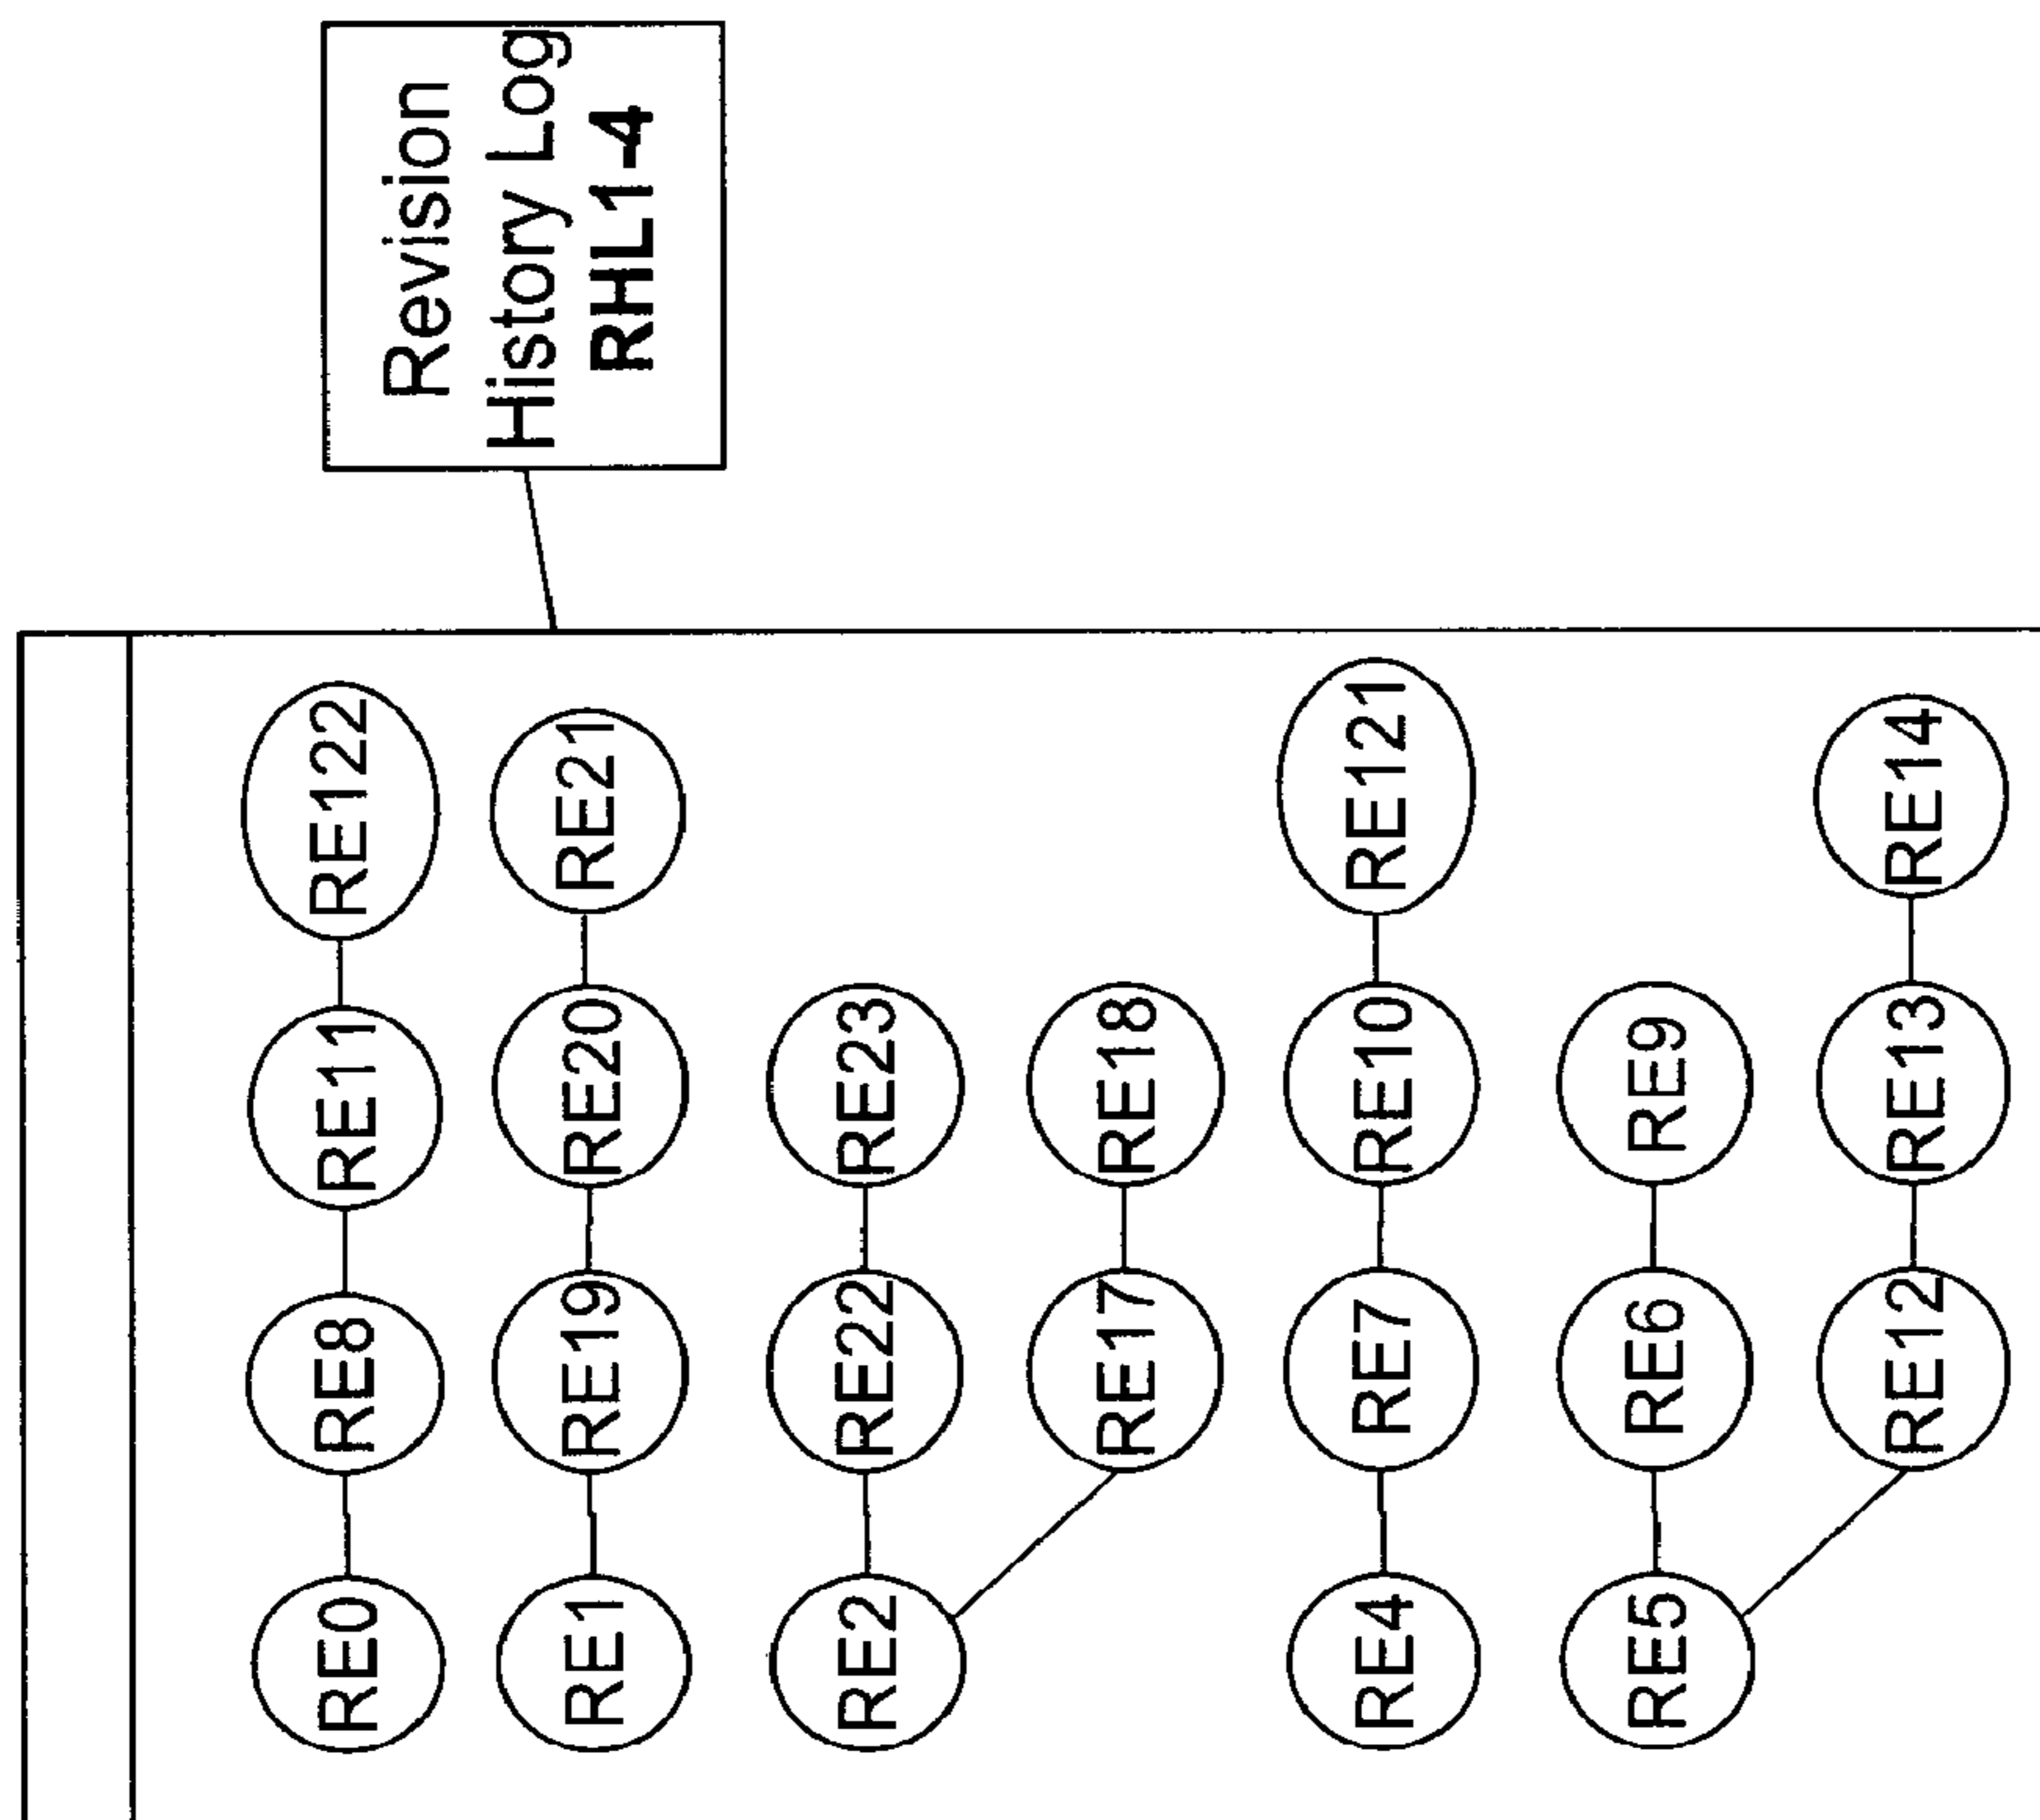 Revision
History Log
RHL1-4
RE0
RE8
RE11
RE122
RE1
RE19
RE20
RE21
RE2
RE22
RE23
RE17
RE18
RE4
RE7
RE10
RE121
RE5
RE6
RE9
RE12
RE13
RE14